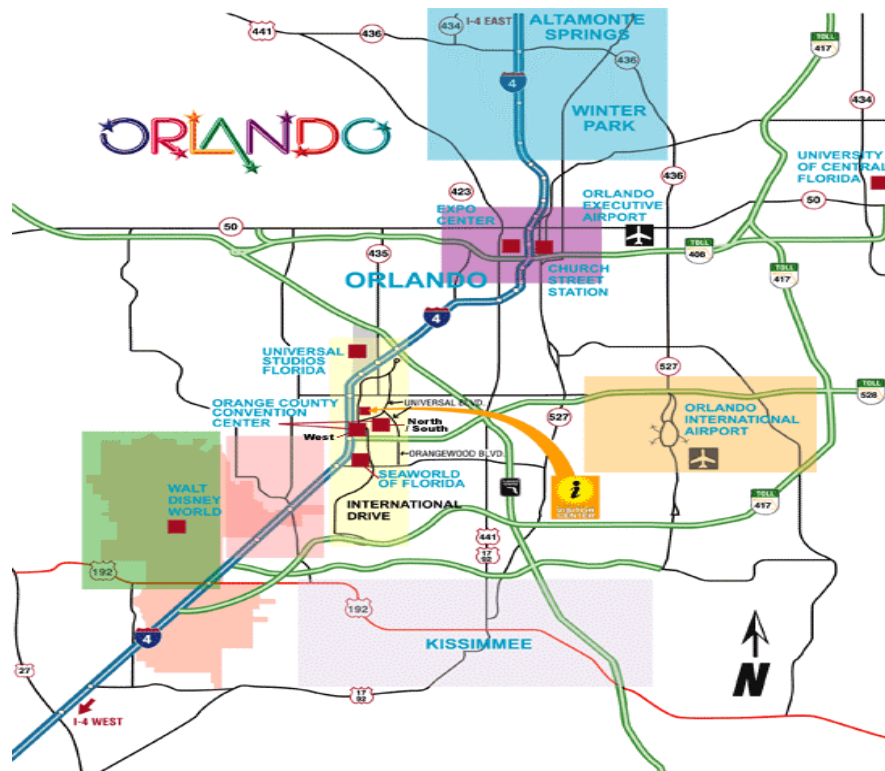 ALTAMONTE
SPRINGS
I-4 EAST
441
436
434
417
TOLL
4
436
434
WINTER
PARK
ORLANDO
UNIVERSITY
OF CENTRAL
FLORIDA
423
436
EXPO
CENTER
ORLANDO
EXECUTIVE
AIRPORT
50
50
435
TOLL
408
CHURCH
STREET
STATION
TOLL
417
ORLANDO
4
UNIVERSAL
STUDIOS
FLORIDA
527
TOLL
528
ORANGE COUNTY
CONVENTION
CENTER
UNIVERSAL BLVD.
North
South
West
527
ORLANDO
INTERNATIONAL
AIRPORT
ORANGEWOOD BLVD.
SEAWORLD
OF FLORIDA
WALT
DISNEY
WORLD
i
VISITOR
CENTER
INTERNATIONAL
DRIVE
TOLL
417
441
17
92
192
192
4
KISSIMMEE
27
17
92
I-4 WEST
N